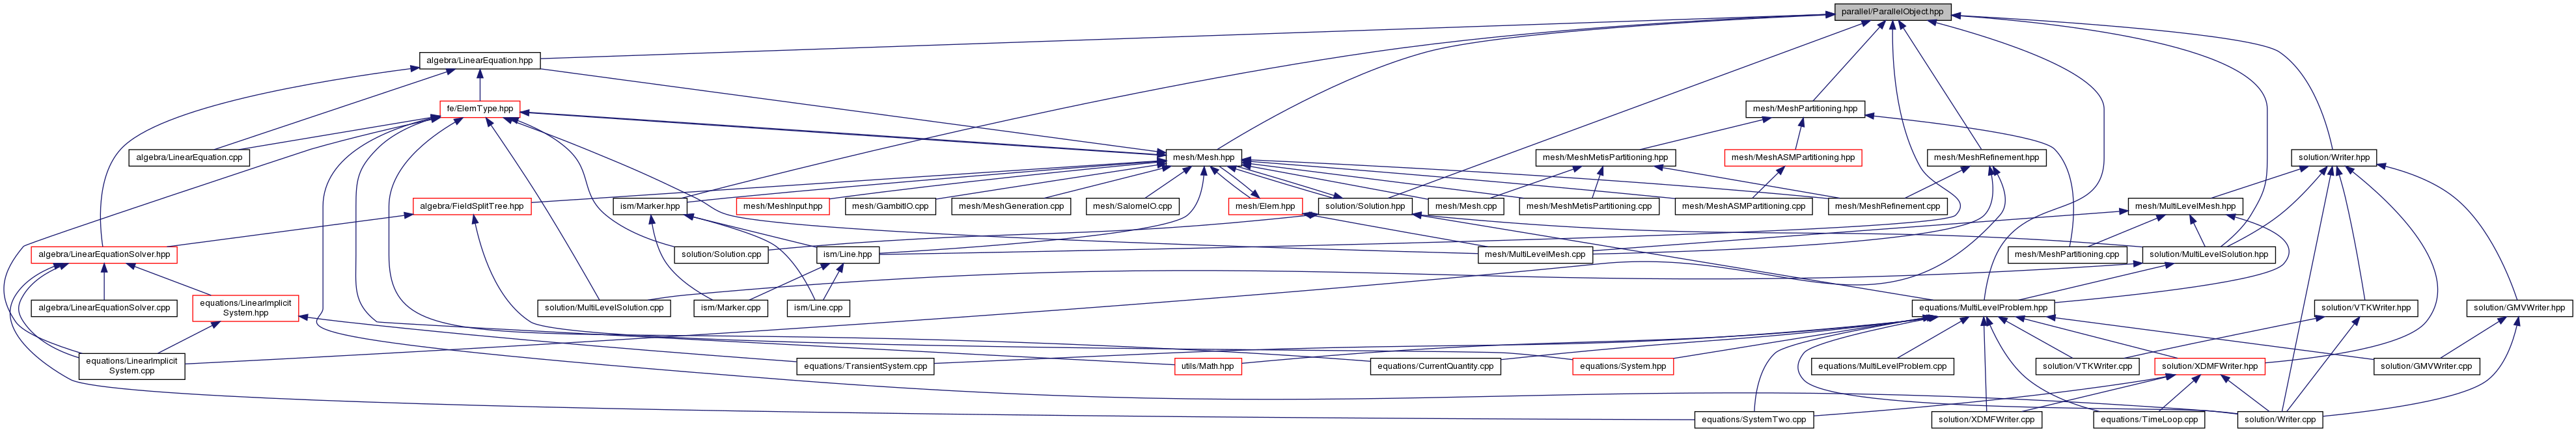 parallel/ParallelObject.hpp
algebra/LinearEquation.hpp
fe/ElemType.hpp
mesh/MeshPartitioning.hpp
algebra/LinearEquation.cpp
mesh/Mesh.hpp
mesh/MeshMetisPartitioning.hpp
mesh/MeshASMPartitioning.hpp
mesh/MeshRefinement.hpp
solution/Writer.hpp
algebra/FieldSplitTree.hpp
ism/Marker.hpp
mesh/MeshInput.hpp
mesh/GambitIO.cpp
mesh/MeshGeneration.cpp
mesh/SalomeIO.cpp
mesh/Elem.hpp
solution/Solution.hpp
mesh/Mesh.cpp
mesh/MeshMetisPartitioning.cpp
mesh/MeshASMPartitioning.cpp
mesh/MeshRefinement.cpp
mesh/MultiLevelMesh.hpp
algebra/LinearEquationSolver.hpp
solution/Solution.cpp
ism/Line.hpp
mesh/MultiLevelMesh.cpp
mesh/MeshPartitioning.cpp
solution/MultiLevelSolution.hpp
algebra/LinearEquationSolver.cpp
equations/LinearImplicit
System.hpp
solution/MultiLevelSolution.cpp
ism/Marker.cpp
ism/Line.cpp
equations/MultiLevelProblem.hpp
solution/VTKWriter.hpp
solution/GMVWriter.hpp
equations/LinearImplicit
System.cpp
equations/TransientSystem.cpp
utils/Math.hpp
equations/CurrentQuantity.cpp
equations/System.hpp
equations/MultiLevelProblem.cpp
solution/VTKWriter.cpp
solution/XDMFWriter.hpp
solution/GMVWriter.cpp
equations/SystemTwo.cpp
solution/XDMFWriter.cpp
equations/TimeLoop.cpp
solution/Writer.cpp